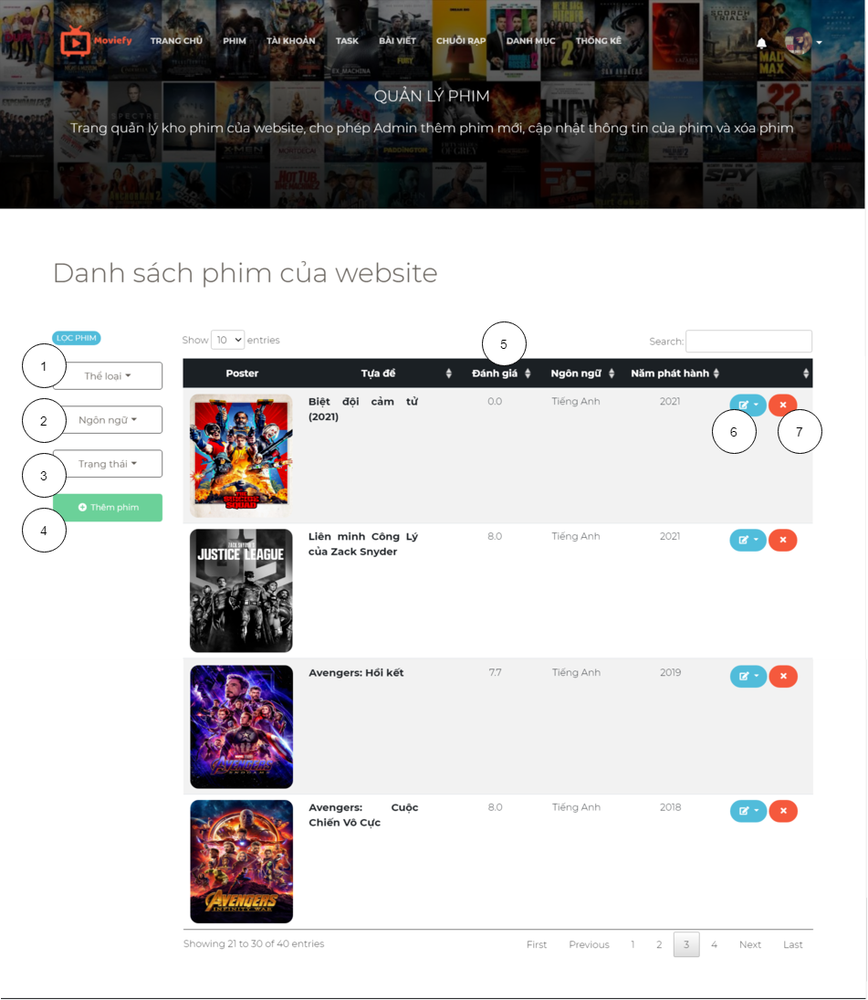 Moviefy TRANG CHỦ PHIM TÀI KHOẢN TASK BÀI VIẾT CHUỖI RẠP DANH MỤC THỐNG KÊ
QUẢN LÝ PHIM
Trang quản lý kho phim của website, cho phép Admin thêm phim mới, cập nhật thông tin của phim và xóa phim
Danh sách phim của website
LỌC PHIM
Show 10 entries
Search:
1
Thể loại
2
Ngôn ngữ
3
Trạng thái
4
Thêm phim
5
Poster Tựa đề Đánh giá Ngôn ngữ Năm phát hành
Biệt đội cảm tử 0.0 Tiếng Anh 2021
(2021)
6 7
THE SUICIDE SQUAD
Liên minh Công Lý 8.0 Tiếng Anh 2021
của Zack Snyder
ZACK SNYDER'S
JUSTICE LEAGUE
Avengers: Hồi kết 7.7 Tiếng Anh 2019
AVENGERS
ENDGAME
Avengers: Cuộc 8.0 Tiếng Anh 2018
Chiến Vô Cực
AVENGERS
INFINITY WAR
Showing 21 to 30 of 40 entries
First Previous 1 2 3 4 Next Last